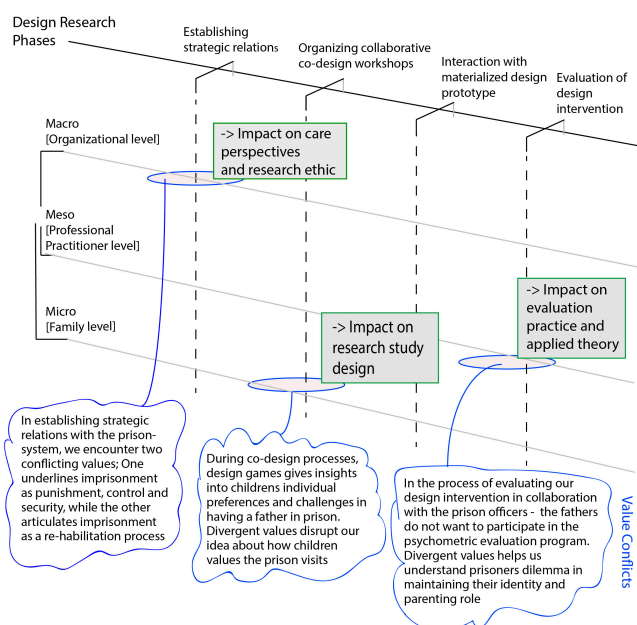 Design Research
Phases
Establishing
strategic relations
Organizing collaborative
co-design workshops
Interaction with
materialized design
prototype
Evaluation of
design
intervention
Macro
[Organizational level]
-> Impact on care
perspectives
and research ethic
Meso
[Professional
Practitioner level]
Micro
[Family level]
-> Impact on
research study
design
-> Impact on
evaluation
practice and
applied theory
In establishing strategic
relations with the prison-
system, we encounter two
conflicting values; One
underlines imprisonment
as punishment, control and
security, while the other
articulates imprisonment
as a re-habilitation process
During co-design processes,
design games gives insights
into childrens individual
preferences and challenges in
having a father in prison.
Divergent values disrupt our
idea about how children
values the prison visits
In the process of evaluating our
design intervention in collaboration
with the prison officers - the fathers
do not want to participate in the
psychometric evaluation program.
Divergent values helps us
understand prisoners dilemma in
maintaining their identity and
parenting role
Value Conflicts